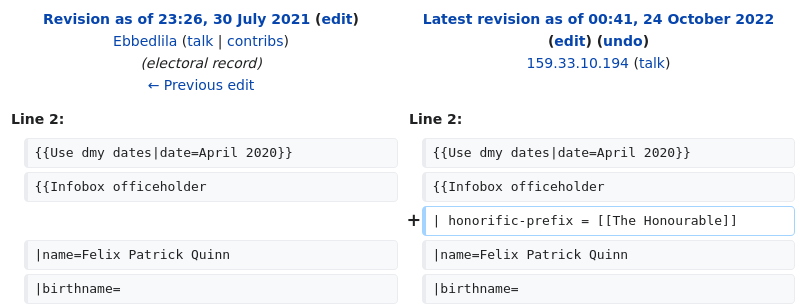 Revision as of 23:26, 30 July 2021 (edit)
Ebbedlila (talk | contribs)
(electoral record)
← Previous edit
Latest revision as of 00:41, 24 October 2022
(edit) (undo)
159.33.10.194 (talk)
Line 2:
Line 2:
{{Use dmy dates|date=April 2020}}
{{Use dmy dates|date=April 2020}}
{{Infobox officeholder
{{Infobox officeholder
+ | honorific-prefix = [[The Honourable]]
|name=Felix Patrick Quinn
|name=Felix Patrick Quinn
|birthname=
|birthname=